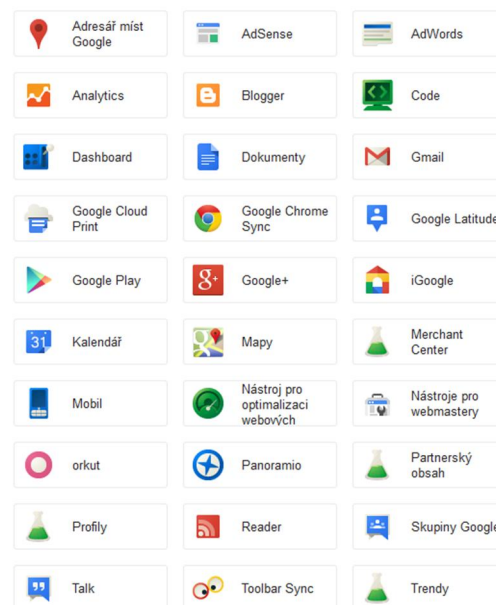 Adresář míst
Google
AdSense
AdWords
Analytics
Blogger
Code
Dashboard
Dokumenty
Gmail
Google Cloud
Print
Google Chrome
Sync
Google Latitude
Google Play
g+
Google+
iGoogle
31
Kalendář
Mapy
Merchant
Center
Mobil
Nástroj pro
optimalizaci
webových
Nástroje pro
webmastery
orkut
Panoramio
Partnerský
obsah
Profily
Reader
Skupiny Google
Talk
Toolbar Sync
Trendy